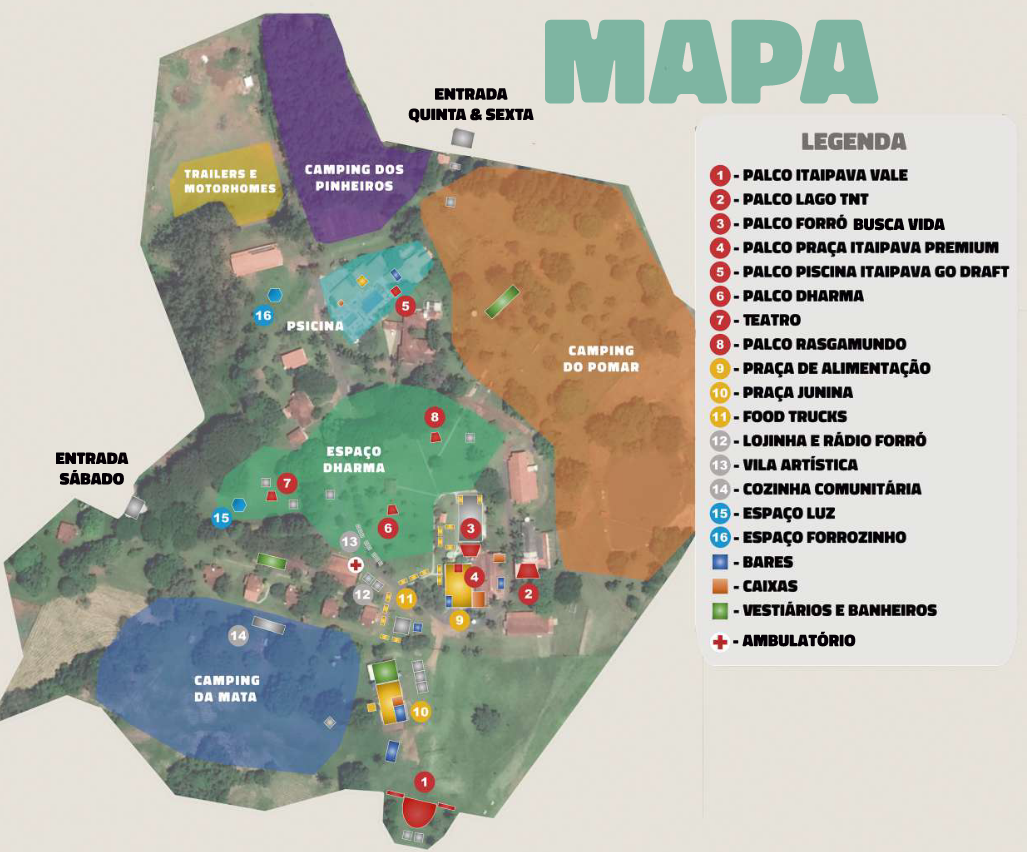 MAPA
ENTRADA
QUINTA & SEXTA
LEGENDA
1 - PALCO ITAIPAVA VALE
2 - PALCO LAGO TNT
3 - PALCO FORRÓ BUSCA VIDA
4 - PALCO PRAÇA ITAIPAVA PREMIUM
5 - PALCO PISCINA ITAIPAVA GO DRAFT
6 - PALCO DHARMA
7 - TEATRO
8 - PALCO RASGAMUNDO
9 - PRAÇA DE ALIMENTAÇÃO
10 - PRAÇA JUNINA
11 - FOOD TRUCKS
12 - LOJINHA E RÁDIO FORRÓ
13 - VILA ARTÍSTICA
14 - COZINHA COMUNITÁRIA
15 - ESPAÇO LUZ
16 - ESPAÇO FORROZINHO
- BARES
- CAIXAS
- VESTIÁRIOS E BANHEIROS
- AMBULATÓRIO
TRAILERS E
MOTORHOMES
CAMPING DOS
PINHEIROS
5
16
PSICINA
CAMPING
DO POMAR
8
ESPAÇO
DHARMA
ENTRADA
SÁBADO
7
15
6
3
13
4
2
12
11
9
14
CAMPING
DA MATA
10
1